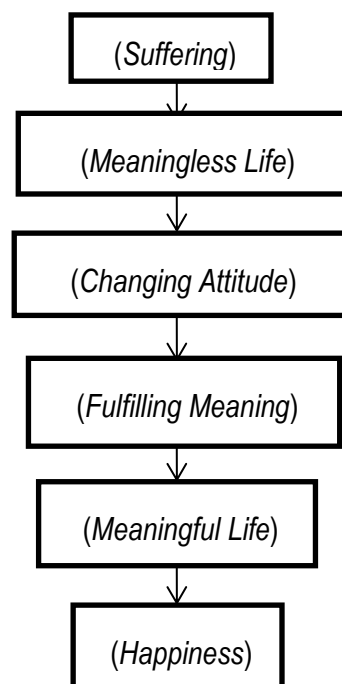 (Suffering)
(Meaningless Life)
(Changing Attitude)
(Fulfilling Meaning)
(Meaningful Life)
(Happiness)